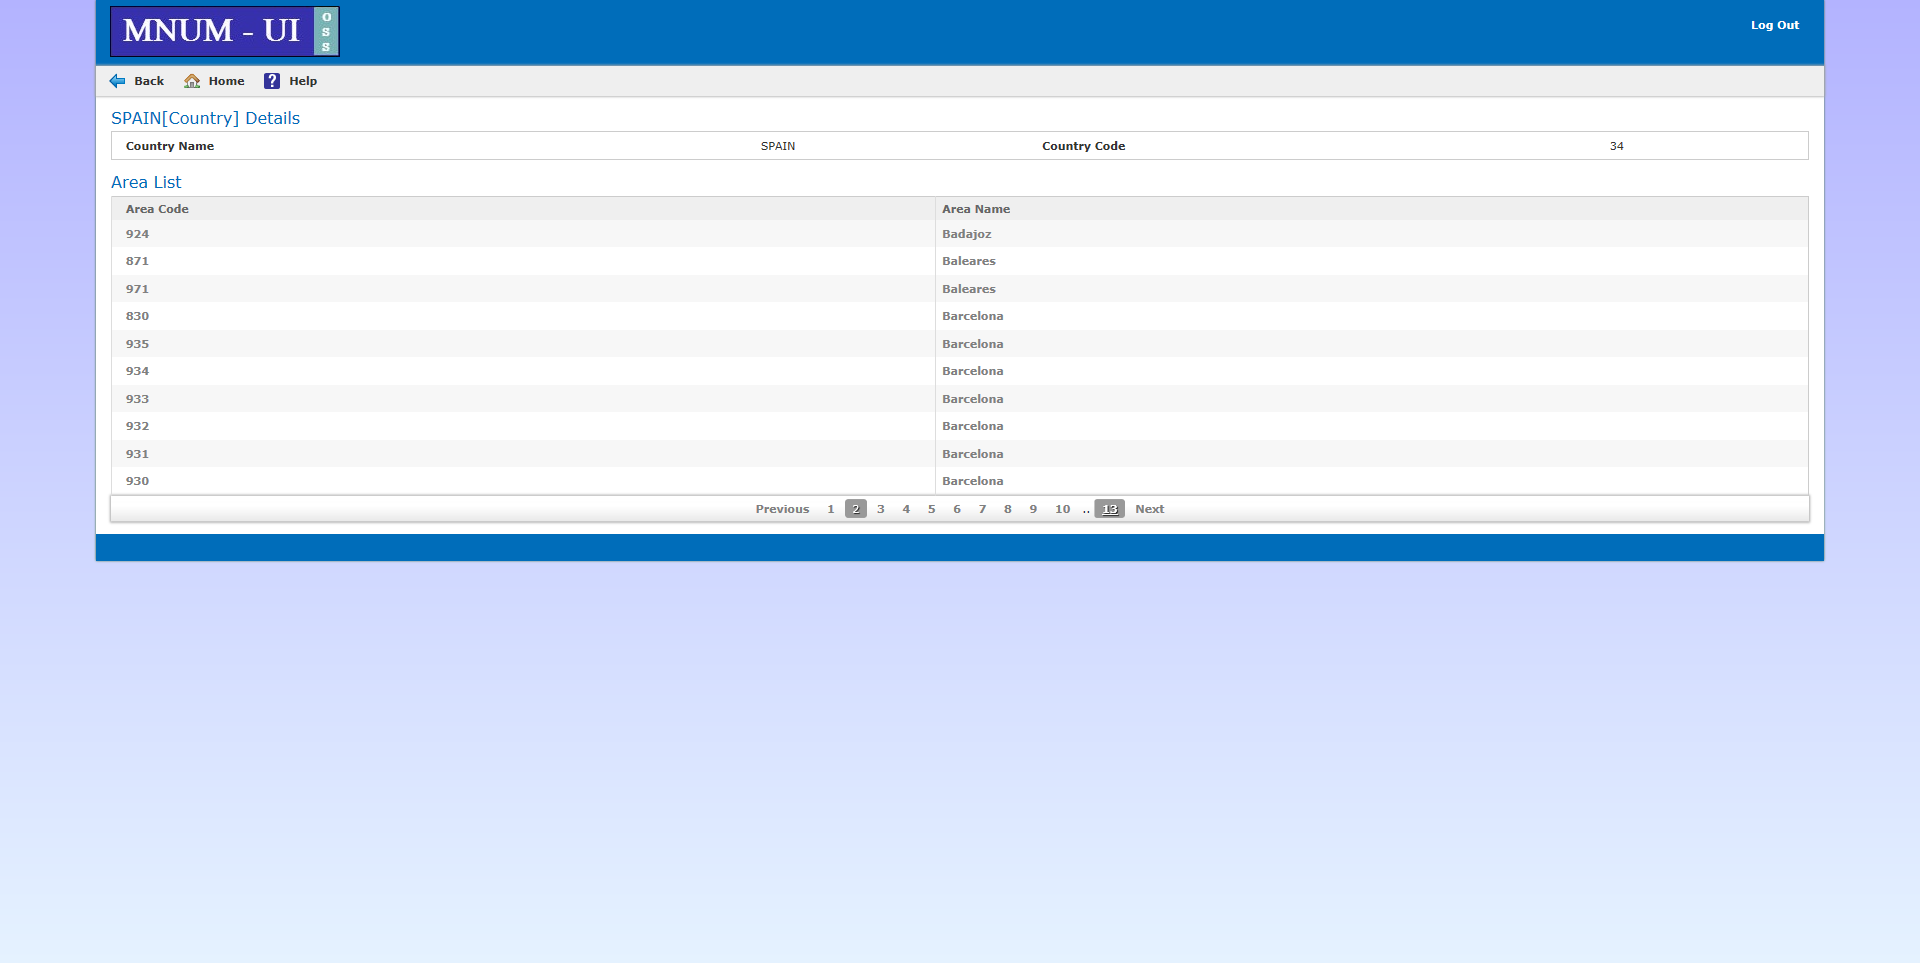 MNUM - UI
O
S
S
Log Out
Back Home ? Help
SPAIN[Country] Details
Country Name SPAIN Country Code 34
Area List
Area Code Area Name
924 Badajoz
871 Baleares
971 Baleares
830 Barcelona
935 Barcelona
934 Barcelona
933 Barcelona
932 Barcelona
931 Barcelona
930 Barcelona
Previous 1 2 3 4 5 6 7 8 9 10 .. 13 Next